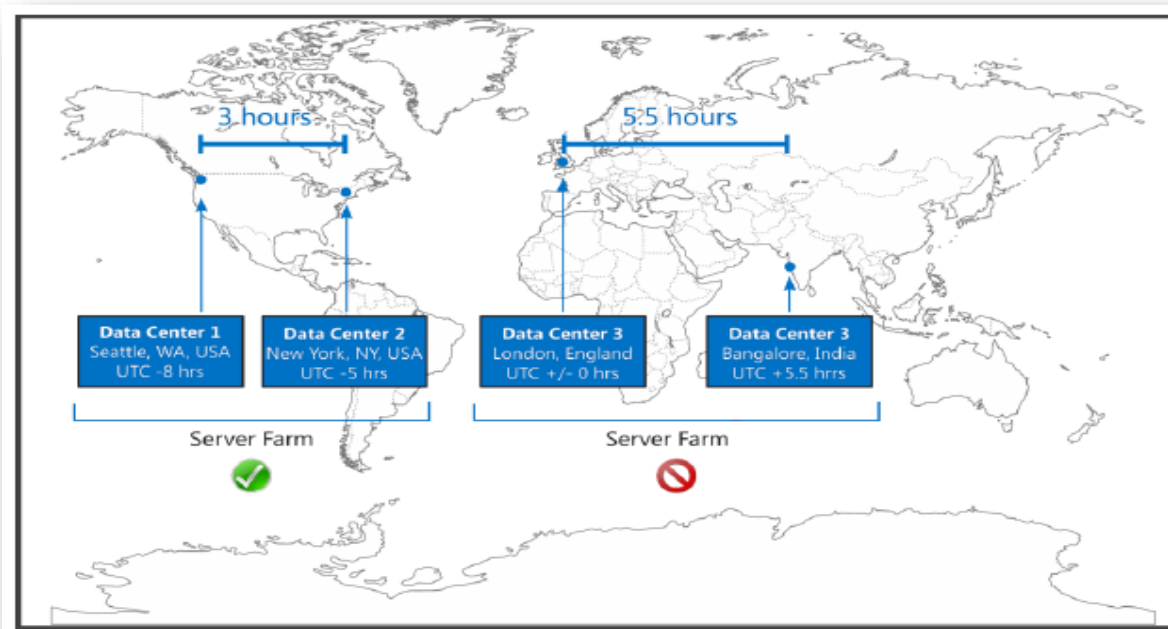 3 hours
5.5 hours
Data Center 1
Seattle, WA, USA
UTC -8 hrs
Data Center 2
New York, NY, USA
UTC -5 hrs
Data Center 3
London, England
UTC +/- 0 hrs
Data Center 3
Bangalore, India
UTC +5.5 hrrs
Server Farm
Server Farm